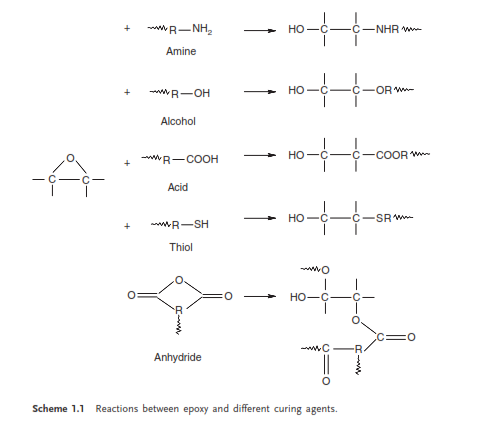 + R—NH2 HO—C—C—NHR
Amine
+ R—OH HO—C—C—OR
Alcohol
O
+ R—COOH HO—C—C—COOR
—C—C—
Acid
+ R—SH HO—C—C—SR
Thiol
O
O
O O HO—C—C—
R
O
C O
C—R
Anhydride
O
Scheme 1.1 Reactions between epoxy and different curing agents.